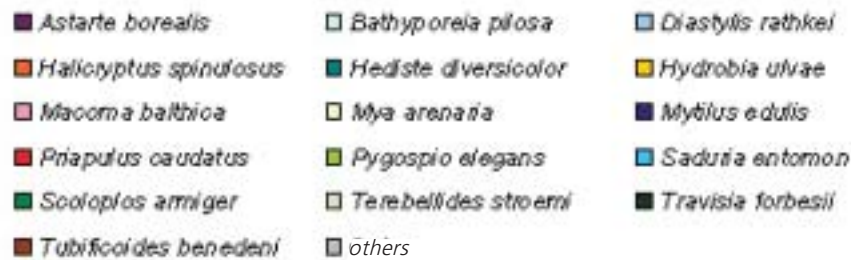 Astarte borealis Bathyporeia pilosa Diastylis rathkei
Halicryptus spinulosus Hediste diversicolor Hydrobia ulvae
Macoma balthica Mya arenaria Mytilus edulis
Priapulus caudatus Pygospio elegans Saduria entomon
Scoloplos armiger Terebellides stroemi Travisia forbesii
Tubificoides benedeni others